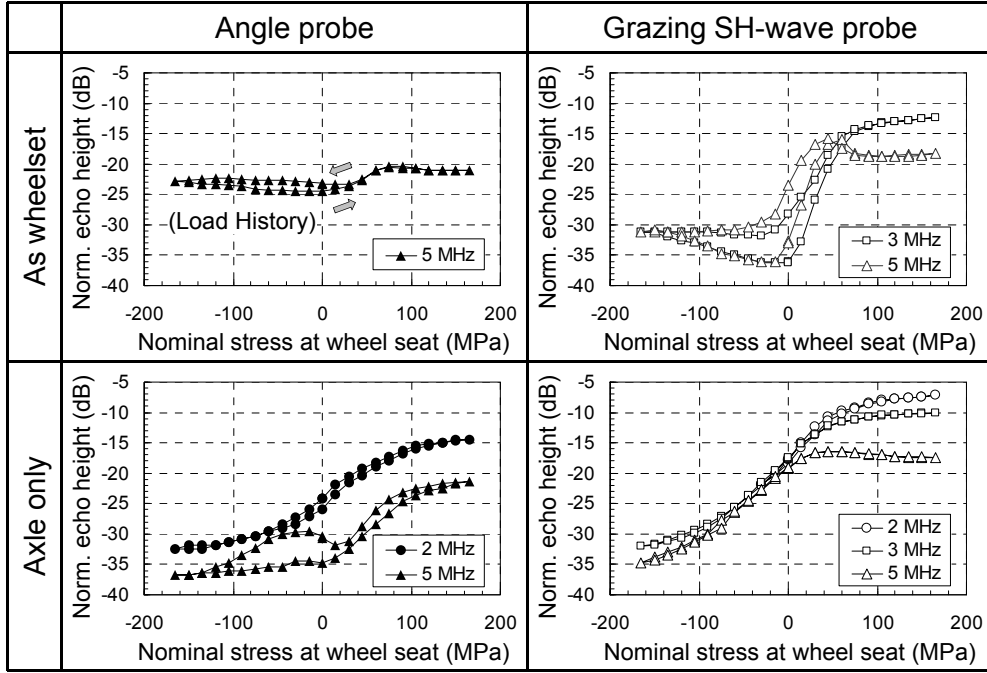 Angle probe
Grazing SH-wave probe
As wheelset
Norm. echo height (dB)
-5
-10
-15
-20
-25
-30
-35
-40
(Load History)
5 MHz
-200 -100 0 100 200
Nominal stress at wheel seat (MPa)
Norm. echo height (dB)
-5
-10
-15
-20
-25
-30
-35
-40
3 MHz
5 MHz
-200 -100 0 100 200
Nominal stress at wheel seat (MPa)
Axle only
Norm. echo height (dB)
-5
-10
-15
-20
-25
-30
-35
-40
2 MHz
5 MHz
-200 -100 0 100 200
Nominal stress at wheel seat (MPa)
Norm. echo height (dB)
-5
-10
-15
-20
-25
-30
-35
-40
2 MHz
3 MHz
5 MHz
-200 -100 0 100 200
Nominal stress at wheel seat (MPa)